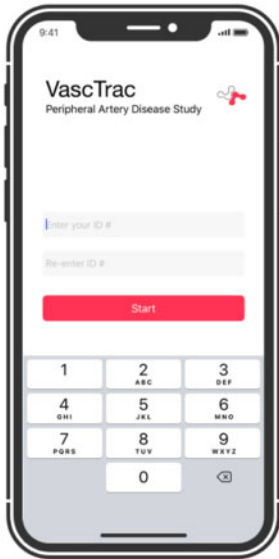 9:41
VascTrac
Peripheral Artery Disease Study
Enter your ID #
Re-enter ID #
Start
1
2
ABC
3
DEF
4
GHI
5
JKL
6
MNO
7
PQRS
8
TUV
9
WXYZ
0